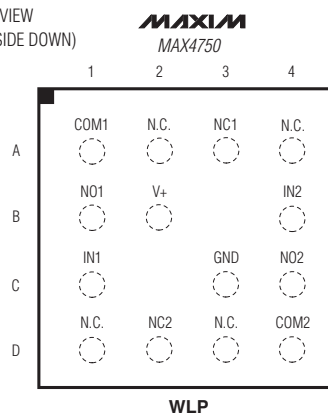 VIEW
SIDE DOWN)
MAXIM
MAX4750
1 2 3 4
A COM1 N.C. NC1 N.C.
B NO1 V+ IN2
C IN1 GND NO2
D N.C. NC2 N.C. COM2
WLP